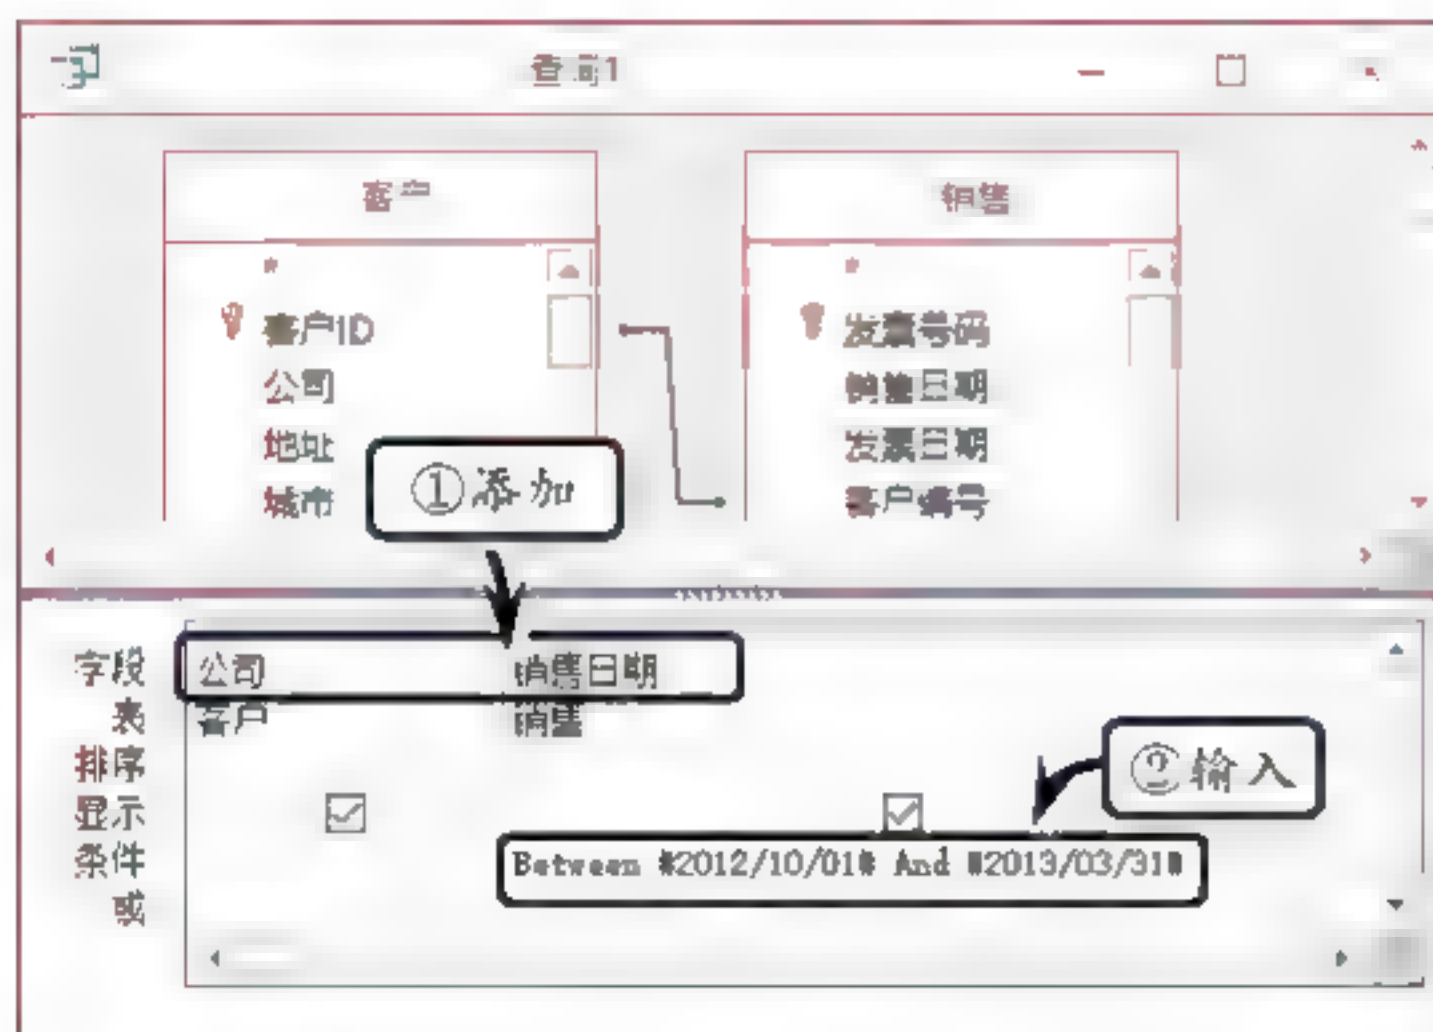 查询1
客户
销售
*
*
客户ID
发票号码
公司
销售日期
地址
发票日期
城市
客户编号
①添加
字段
公司
销售日期
表
客户
销售
排序
显示
②输入
条件
Between #2012/10/01# And #2013/03/31#
或